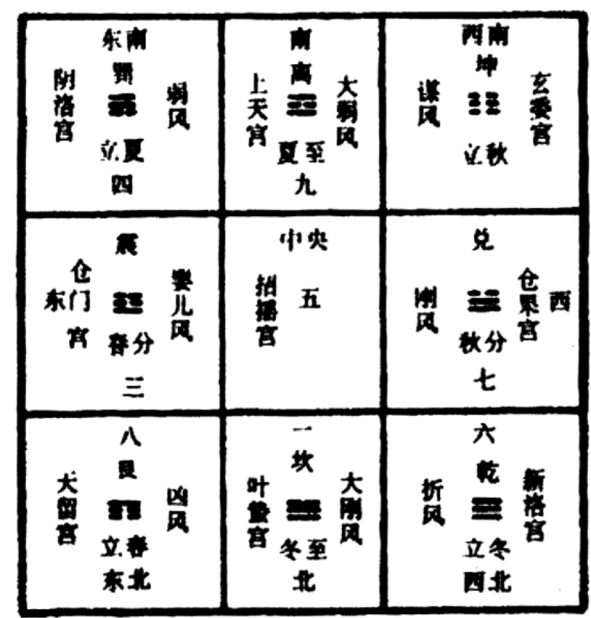 东南
巽
阴洛宫
弱风
立夏
四
南
离
上天宫
大弱风
夏至
九
西南
坤
谋风
玄委宫
立秋
震
东
仓门宫
婴儿风
春分
三
中央
招摇宫
五
兑
刚风
仓果宫
西
秋分
七
八
艮
天留宫
凶风
立春
东北
一
坎
叶蛰宫
大刚风
冬至
北
六
乾
折风
新洛宫
立冬
西北